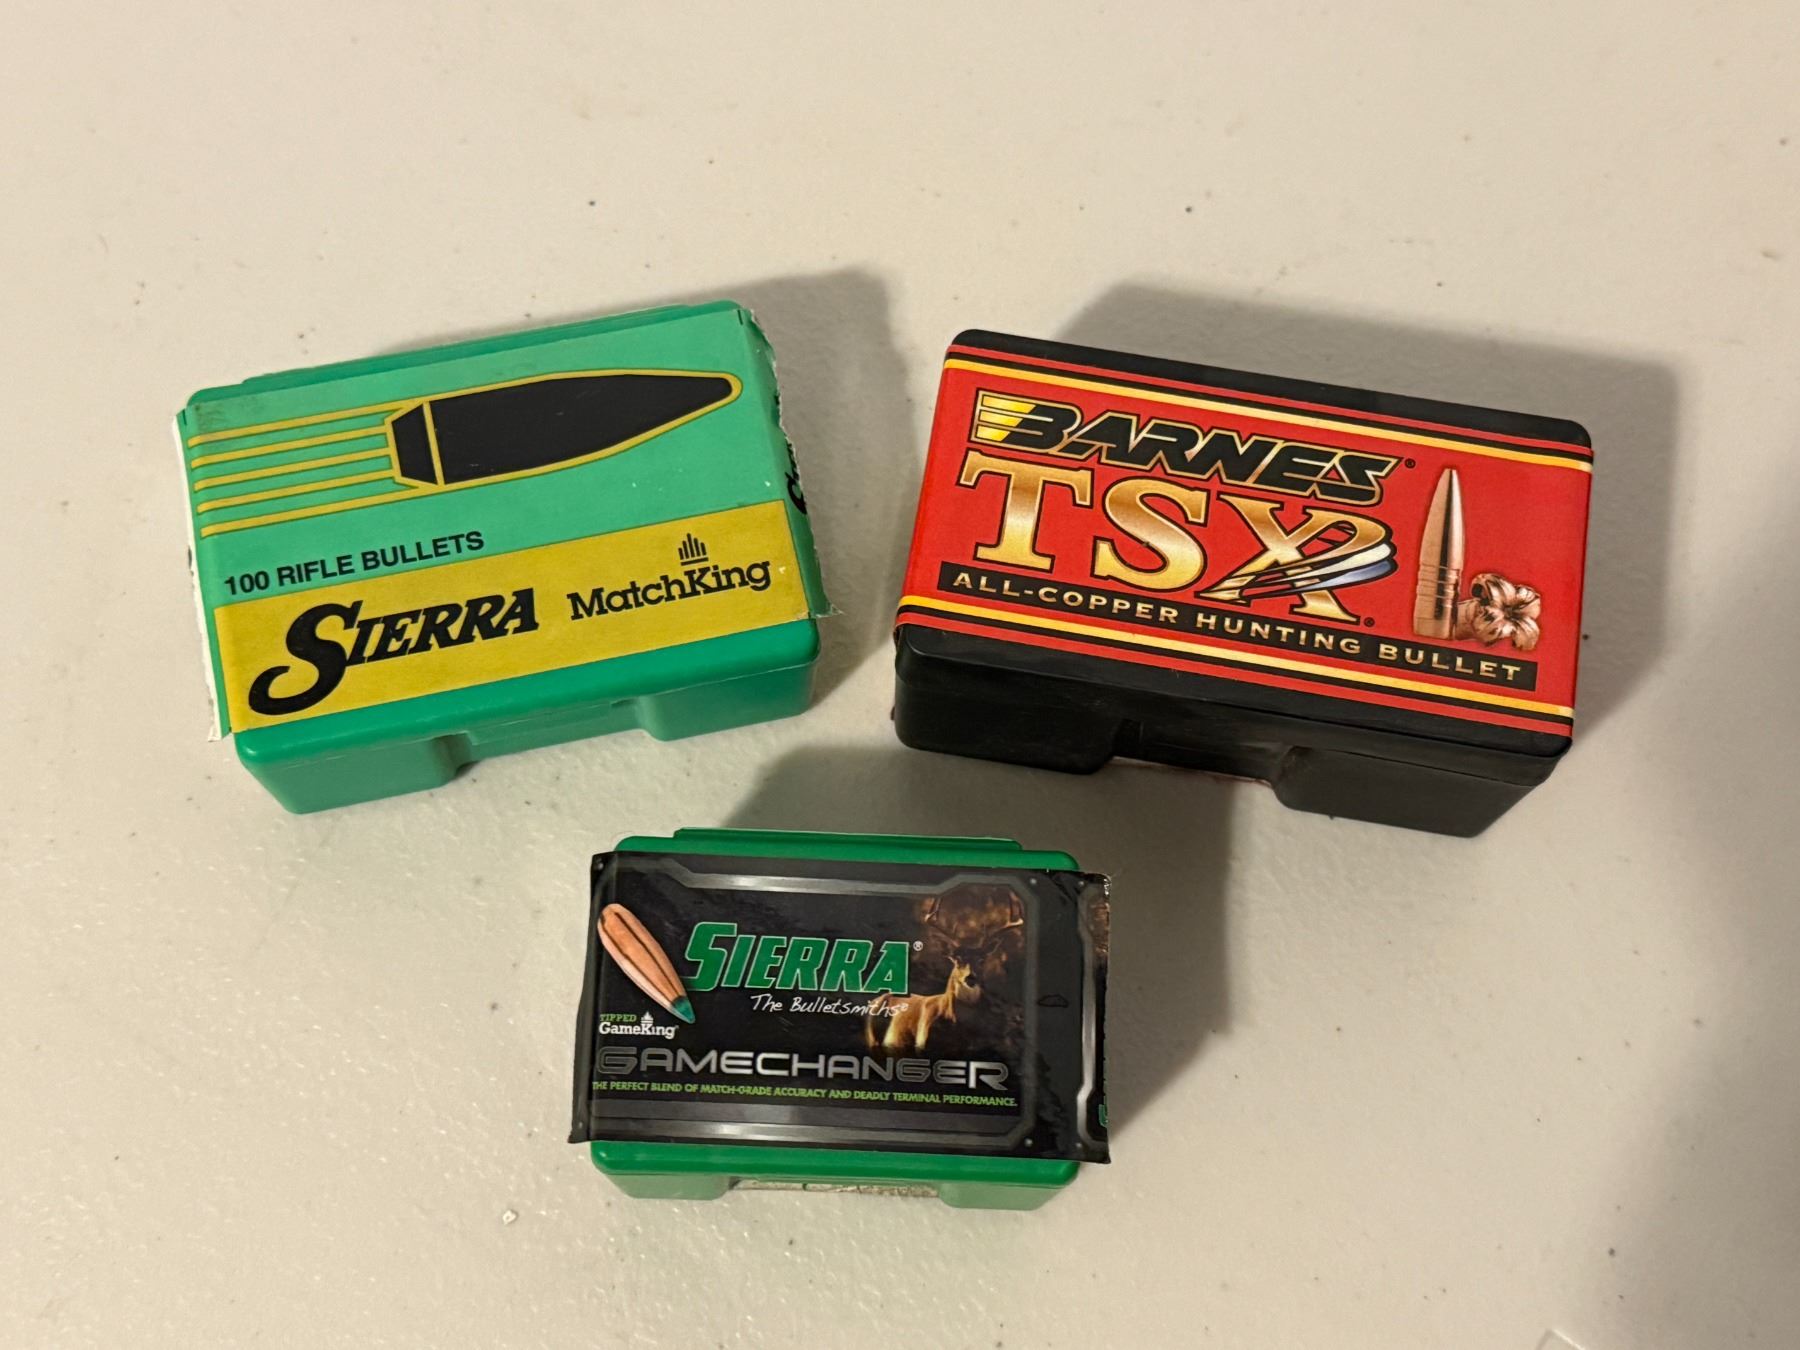 100 RIFLE BULLETS
SIERRA MatchKing
BARNES®
TSX®
ALL-COPPER HUNTING BULLET
SIERRA®
The Bulletsmiths®
TIPPED
GameKing®
GAMECHANGER
THE PERFECT BLEND OF MATCH-GRADE ACCURACY AND DEADLY TERMINAL PERFORMANCE.